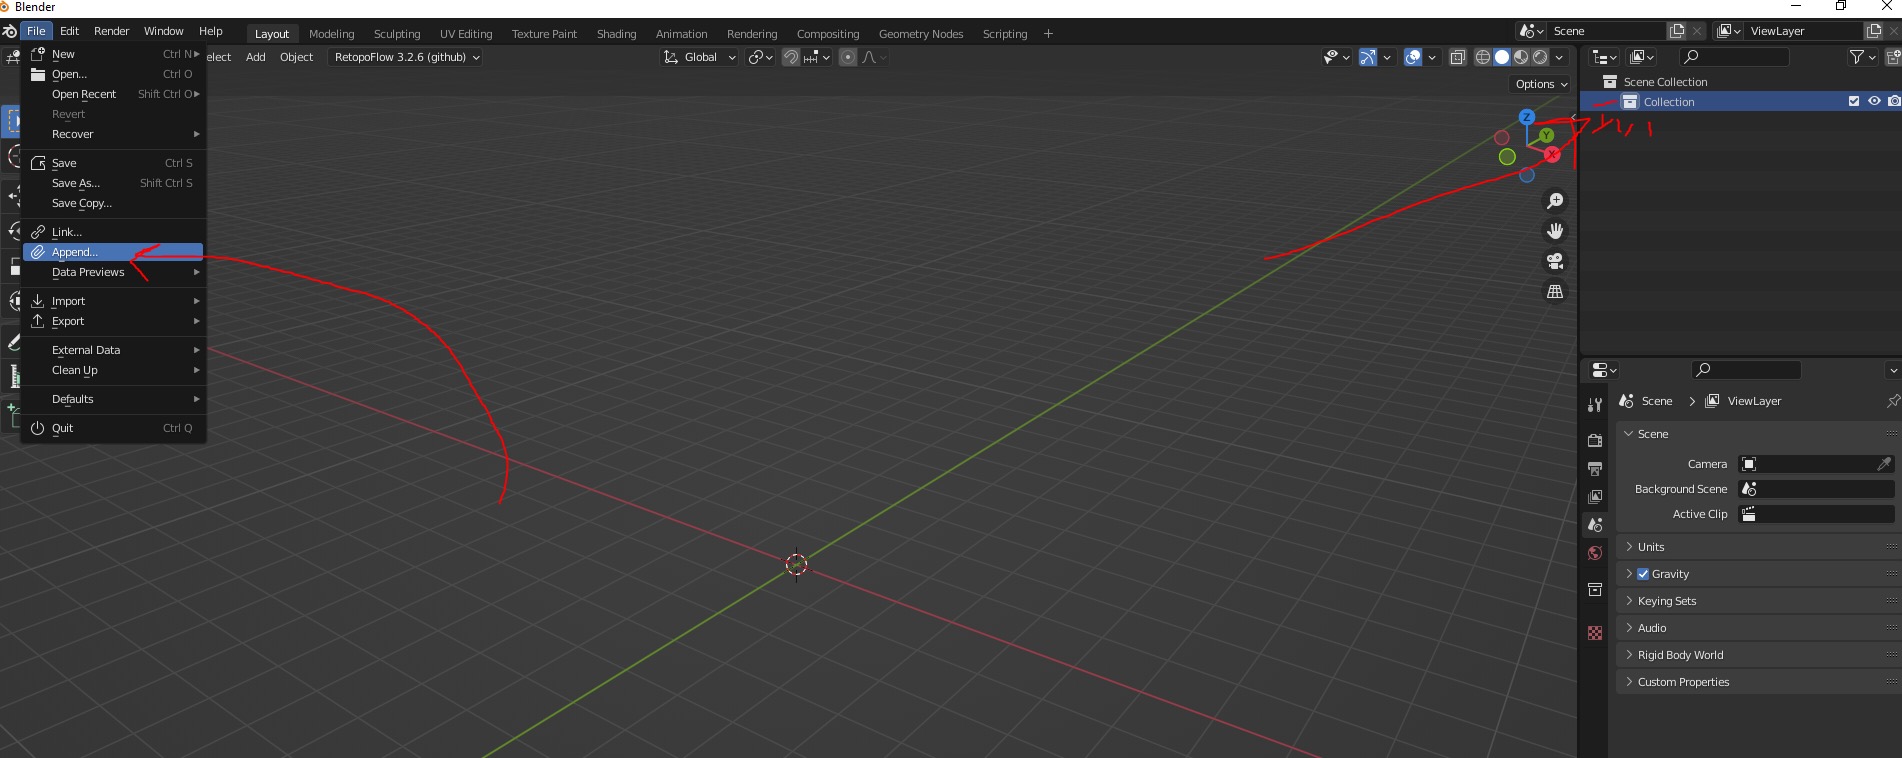 Blender
File Edit Render Window Help
Layout Modeling Sculpting UV Editing Texture Paint Shading Animation Rendering Compositing Geometry Nodes Scripting +
Scene
ViewLayer
elect Add Object RetopoFlow 3.2.6 (github)
Global
Options
New Ctrl N
Open... Ctrl O
Open Recent Shift Ctrl O
Revert
Recover
Save Ctrl S
Save As... Shift Ctrl S
Save Copy...
Link...
Append...
Data Previews
Import
Export
External Data
Clean Up
Defaults
Quit Ctrl Q
Z
Y
X
Scene Collection
Collection
Scene > ViewLayer
Scene
Camera
Background Scene
Active Clip
Units
Gravity
Keying Sets
Audio
Rigid Body World
Custom Properties